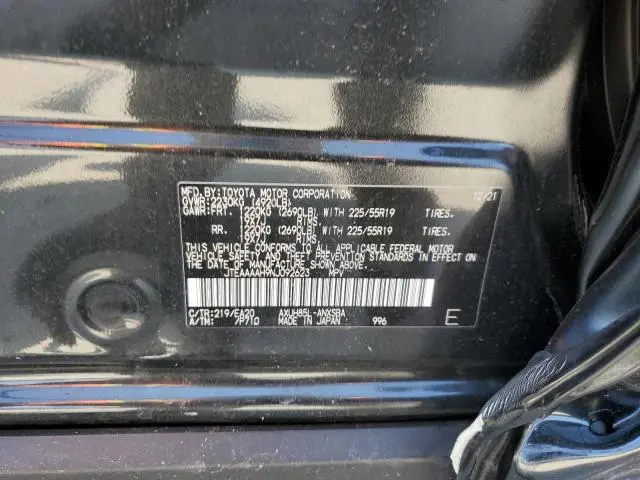 MFD. BY: TOYOTA MOTOR CORPORATION 12/21
GVWR: 2230KG (4920LB)
GAWR: FRT. 1220KG (2690LB) WITH 225/55R19 TIRES.
RIMS.
RR. 1220KG (2690LB) WITH 225/55R19 TIRES.
RIMS.
THIS VEHICLE CONFORMS TO ALL APPLICABLE FEDERAL MOTOR
VEHICLE SAFETY AND THEFT PREVENTION STANDARDS IN EFFECT ON THE DATE OF
MANUFACTURE SHOWN ABOVE.
JTEAAAAH9NJ092623 MPV
C/TR: 219/EA20 AXUH85L-ANXSBA
A/TM: /P710 MADE IN JAPAN 996 E